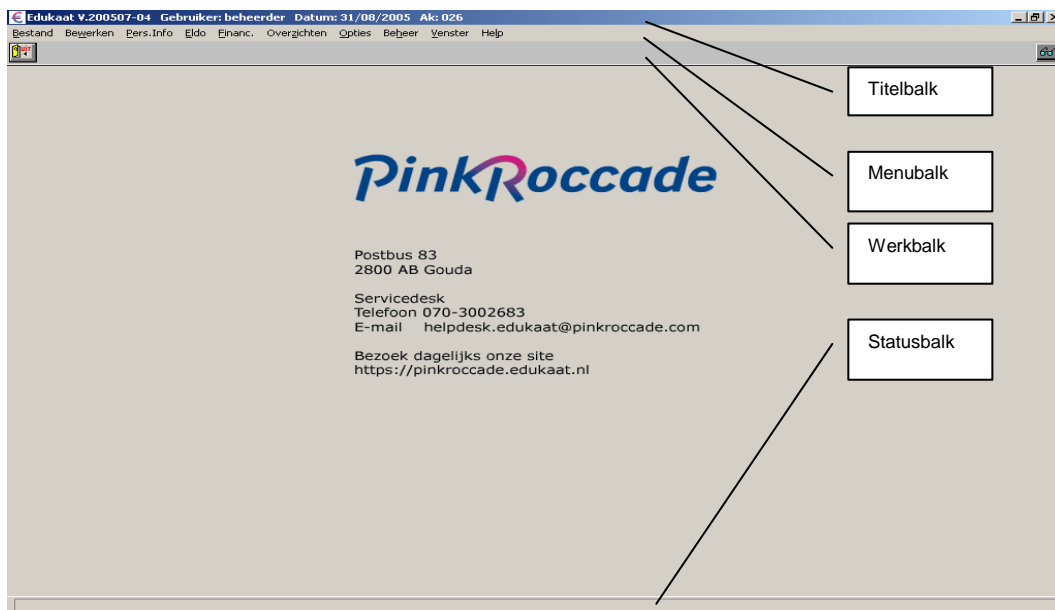 Edukaat V.200507-04 Gebruiker: beheerder Datum: 31/08/2005 Ak: 026
Bestand Bewerken Pers.Info Eldo Financ. Overzichten Opties Beheer Venster Help
UIT
Titelbalk
PinkRoccade
Menubalk
Werkbalk
Postbus 83
2800 AB Gouda
Servicedesk
Telefoon 070-3002683
E-mail helpdesk.edukaat@pinkroccade.com
Statusbalk
Bezoek dagelijks onze site
https://pinkroccade.edukaat.nl